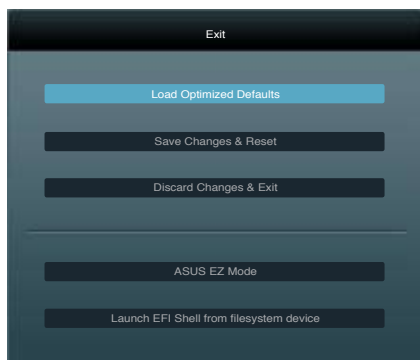 Exit
Load Optimized Defaults
Save Changes & Reset
Discard Changes & Exit
ASUS EZ Mode
Launch EFI Shell from filesystem device